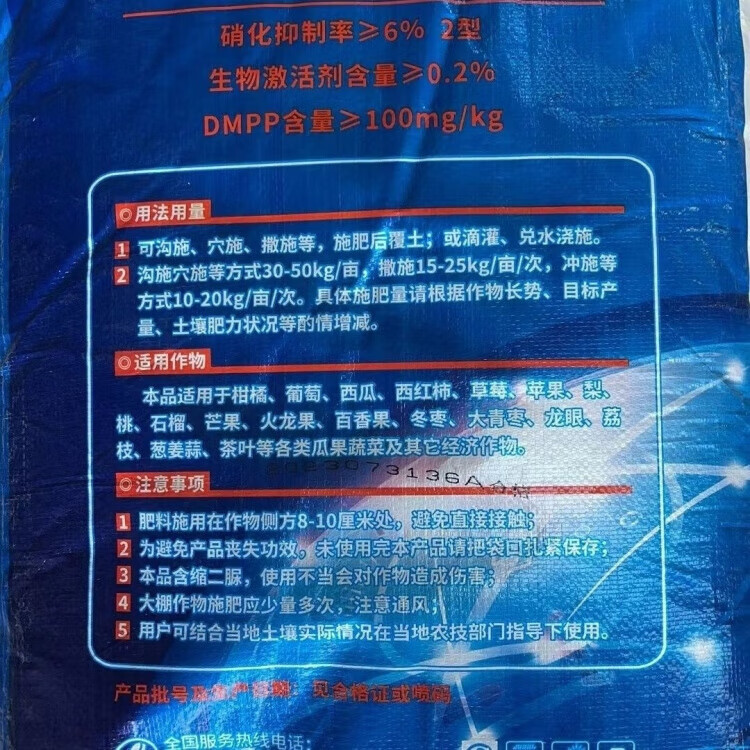 硝化抑制率≥6% 2型
生物激活剂含量≥0.2%
DMPP含量≥100mg/kg
用法用量
1 可沟施、穴施、撒施等，施肥后覆土；或滴灌、兑水浇施。
2 沟施穴施等方式30-50kg/亩，撒施15-25kg/亩/次，冲施等
方式10-20kg/亩/次。具体施肥量请根据作物长势、目标产
量、土壤肥力状况等酌情增减。
适用作物
本品适用于柑橘、葡萄、西瓜、西红柿、草莓、苹果、梨、
桃、石榴、芒果、火龙果、百香果、冬枣、大青枣、龙眼、荔
枝、葱姜蒜、茶叶等各类瓜果蔬菜及其它经济作物。
3073136A
注意事项
1 肥料施用在作物侧方8-10厘米处，避免直接接触；
2 为避免产品丧失功效，未使用完本产品请把袋口扎紧保存；
3 本品含缩二脲，使用不当会对作物造成伤害；
4 大棚作物施肥应少量多次，注意通风；
5 用户可结合当地土壤实际情况在当地农技部门指导下使用。
产品批号及生产日期：见合格证或喷码
全国服务热线电话：